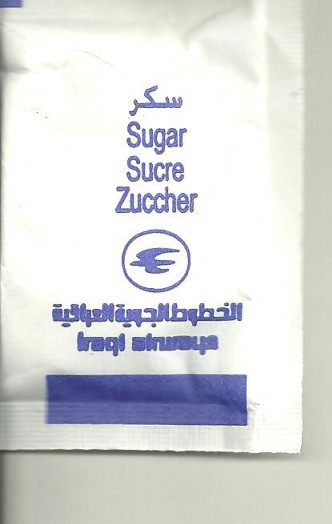 سكر
Sugar
Sucre
Zuccher
الخطوط الجوية العراقية
Iraqi airways